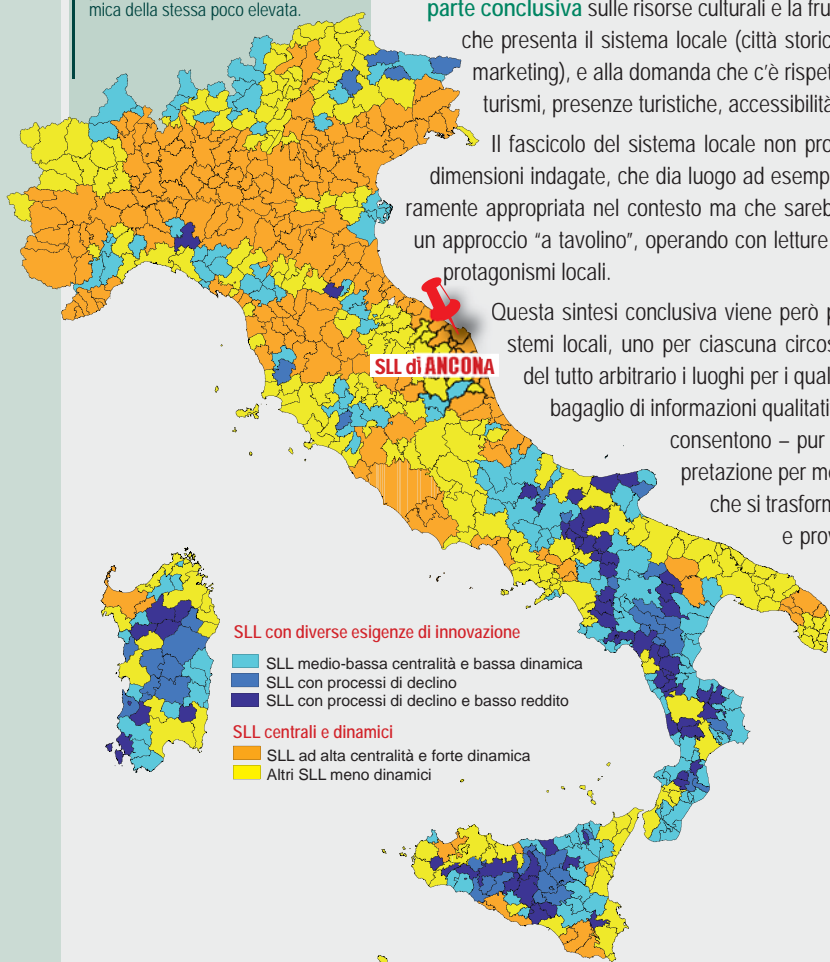 mica della stessa poco elevata.
parte conclusiva sulle risorse culturali e la fru
che presenta il sistema locale (città storic
marketing), e alla domanda che c'è rispet
turismi, presenze turistiche, accessibilità
Il fascicolo del sistema locale non pro
dimensioni indagate, che dia luogo ad esemp
ramente appropriata nel contesto ma che sareb
un approccio “a tavolino”, operando con letture
protagonismi locali.
Questa sintesi conclusiva viene però p
stemi locali, uno per ciascuna circos
del tutto arbitrario i luoghi per i qual
bagaglio di informazioni qualitati
consentono – pur
pretazione per me
che si trasforn
e prov
SLL di ANCONA
SLL con diverse esigenze di innovazione
SLL medio-bassa centralità e bassa dinamica
SLL con processi di declino
SLL con processi di declino e basso reddito
SLL centrali e dinamici
SLL ad alta centralità e forte dinamica
Altri SLL meno dinamici